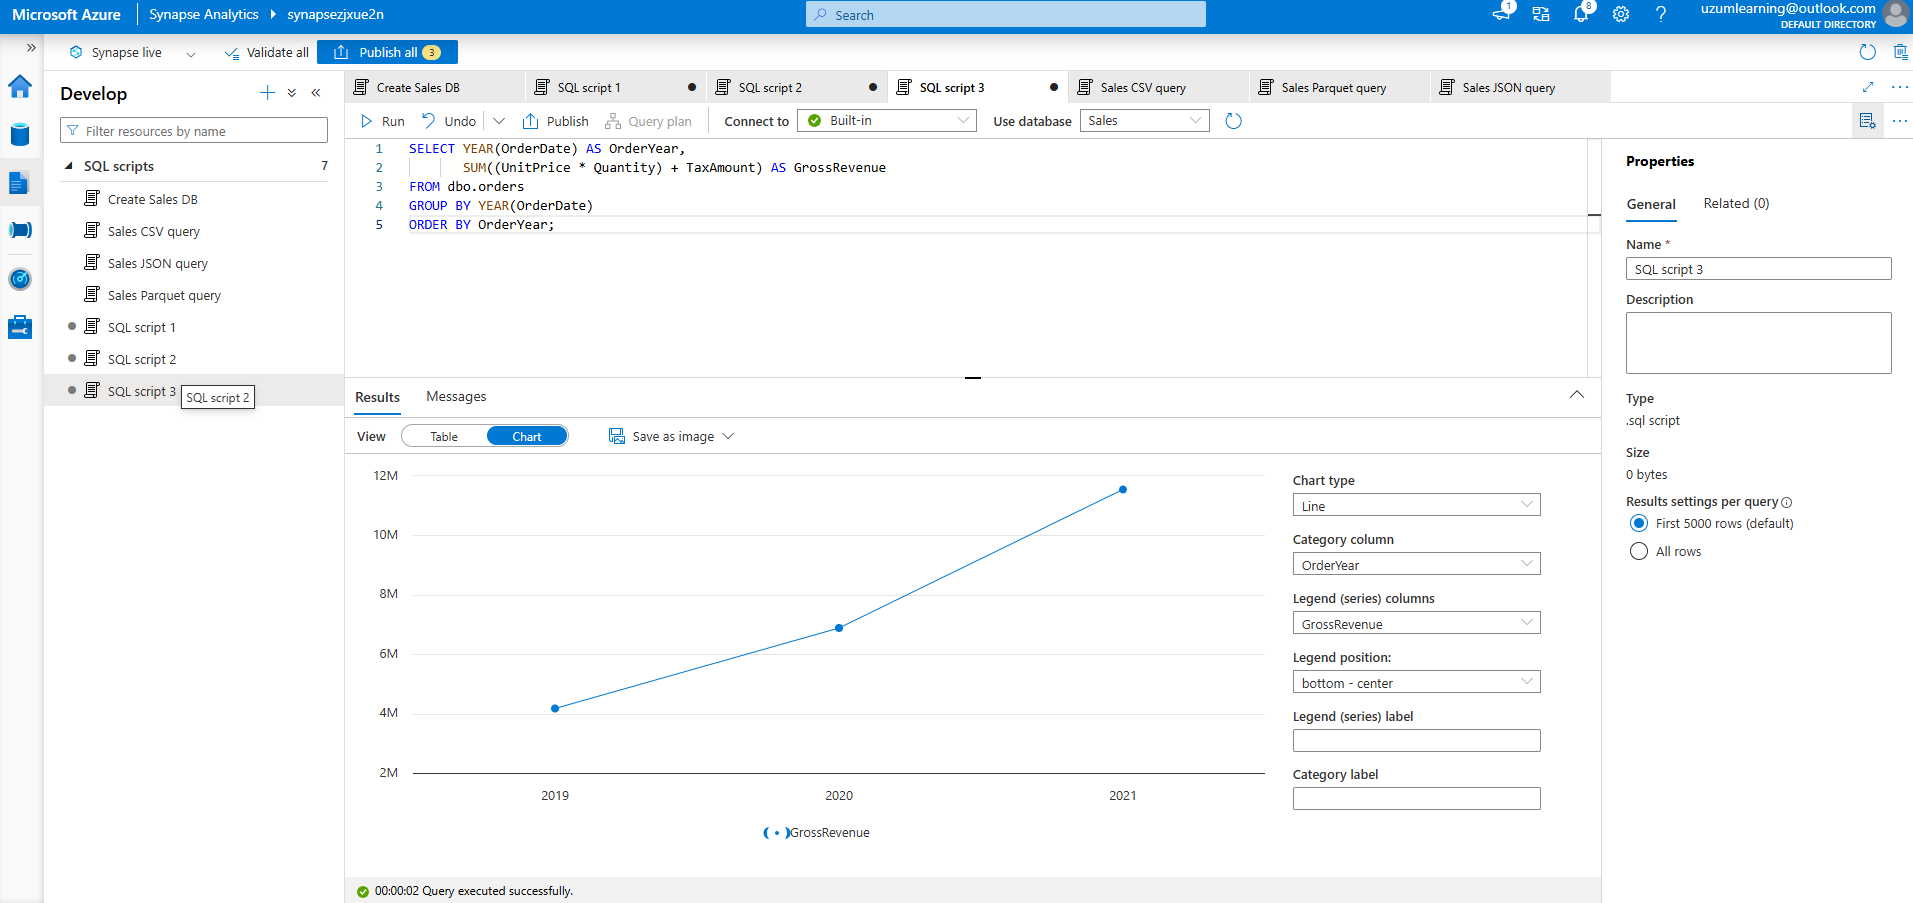 Microsoft Azure
Synapse Analytics
synapsezjxue2n
Search
1
8
uzumlearning@outlook.com
DEFAULT DIRECTORY
Synapse live
Validate all
Publish all 3
Develop
Filter resources by name
SQL scripts 7
Create Sales DB
Sales CSV query
Sales JSON query
Sales Parquet query
SQL script 1
SQL script 2
SQL script 3
SQL script 2
Create Sales DB
SQL script 1
SQL script 2
SQL script 3
Sales CSV query
Sales Parquet query
Sales JSON query
Run
Undo
Publish
Query plan
Connect to
Built-in
Use database
Sales
1 SELECT YEAR(OrderDate) AS OrderYear,
2 SUM((UnitPrice * Quantity) + TaxAmount) AS GrossRevenue
3 FROM dbo.orders
4 GROUP BY YEAR(OrderDate)
5 ORDER BY OrderYear;
Results
Messages
View
Table
Chart
Save as image
12M
10M
8M
6M
4M
2M
2019
2020
2021
GrossRevenue
Chart type
Line
Category column
OrderYear
Legend (series) columns
GrossRevenue
Legend position:
bottom - center
Legend (series) label
Category label
00:00:02 Query executed successfully.
Properties
General
Related (0)
Name *
SQL script 3
Description
Type
.sql script
Size
0 bytes
Results settings per query
First 5000 rows (default)
All rows